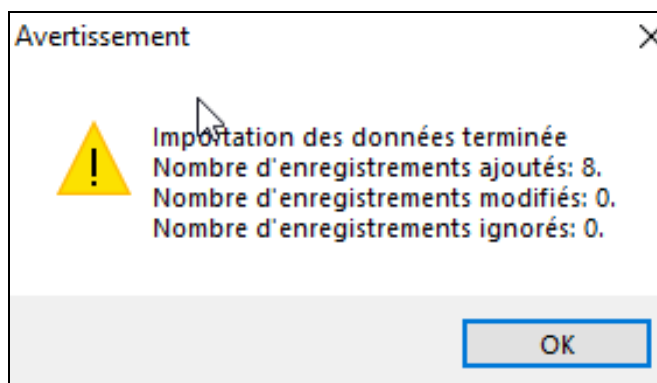 Avertissement
Importation des données terminée
Nombre d'enregistrements ajoutés: 8.
Nombre d'enregistrements modifiés: 0.
Nombre d'enregistrements ignorés: 0.
OK